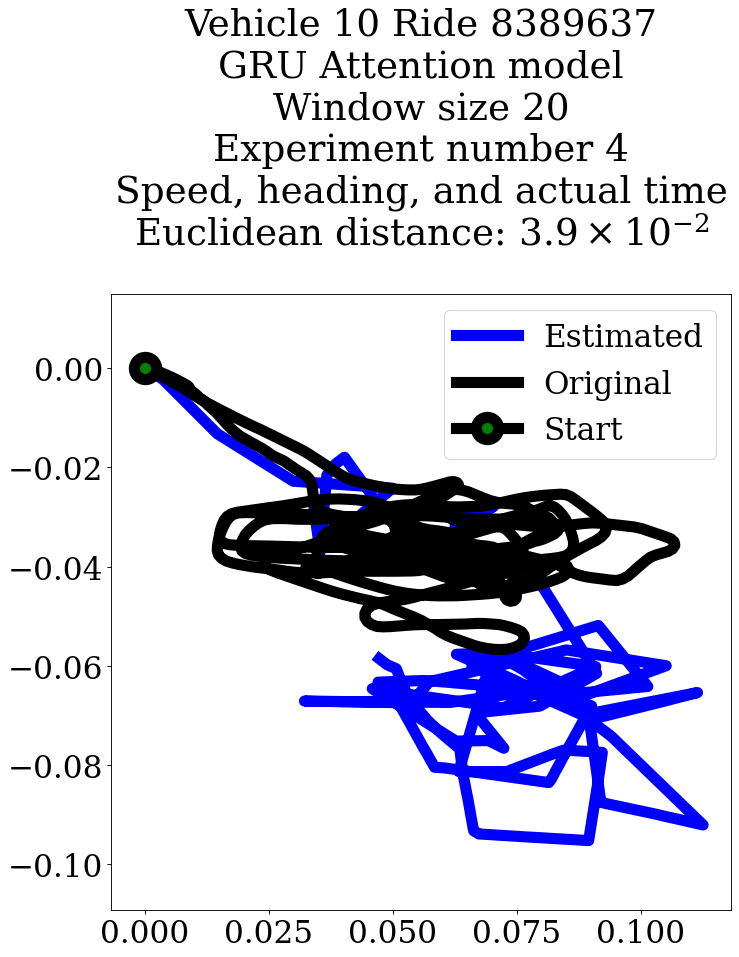 Vehicle 10 Ride 8389637
GRU Attention model
Window size 20
Experiment number 4
Speed, heading, and actual time
Euclidean distance: 3.9 × 10⁻²
Estimated
Original
Start
0.00
−0.02
−0.04
−0.06
−0.08
−0.10
0.000 0.025 0.050 0.075 0.100